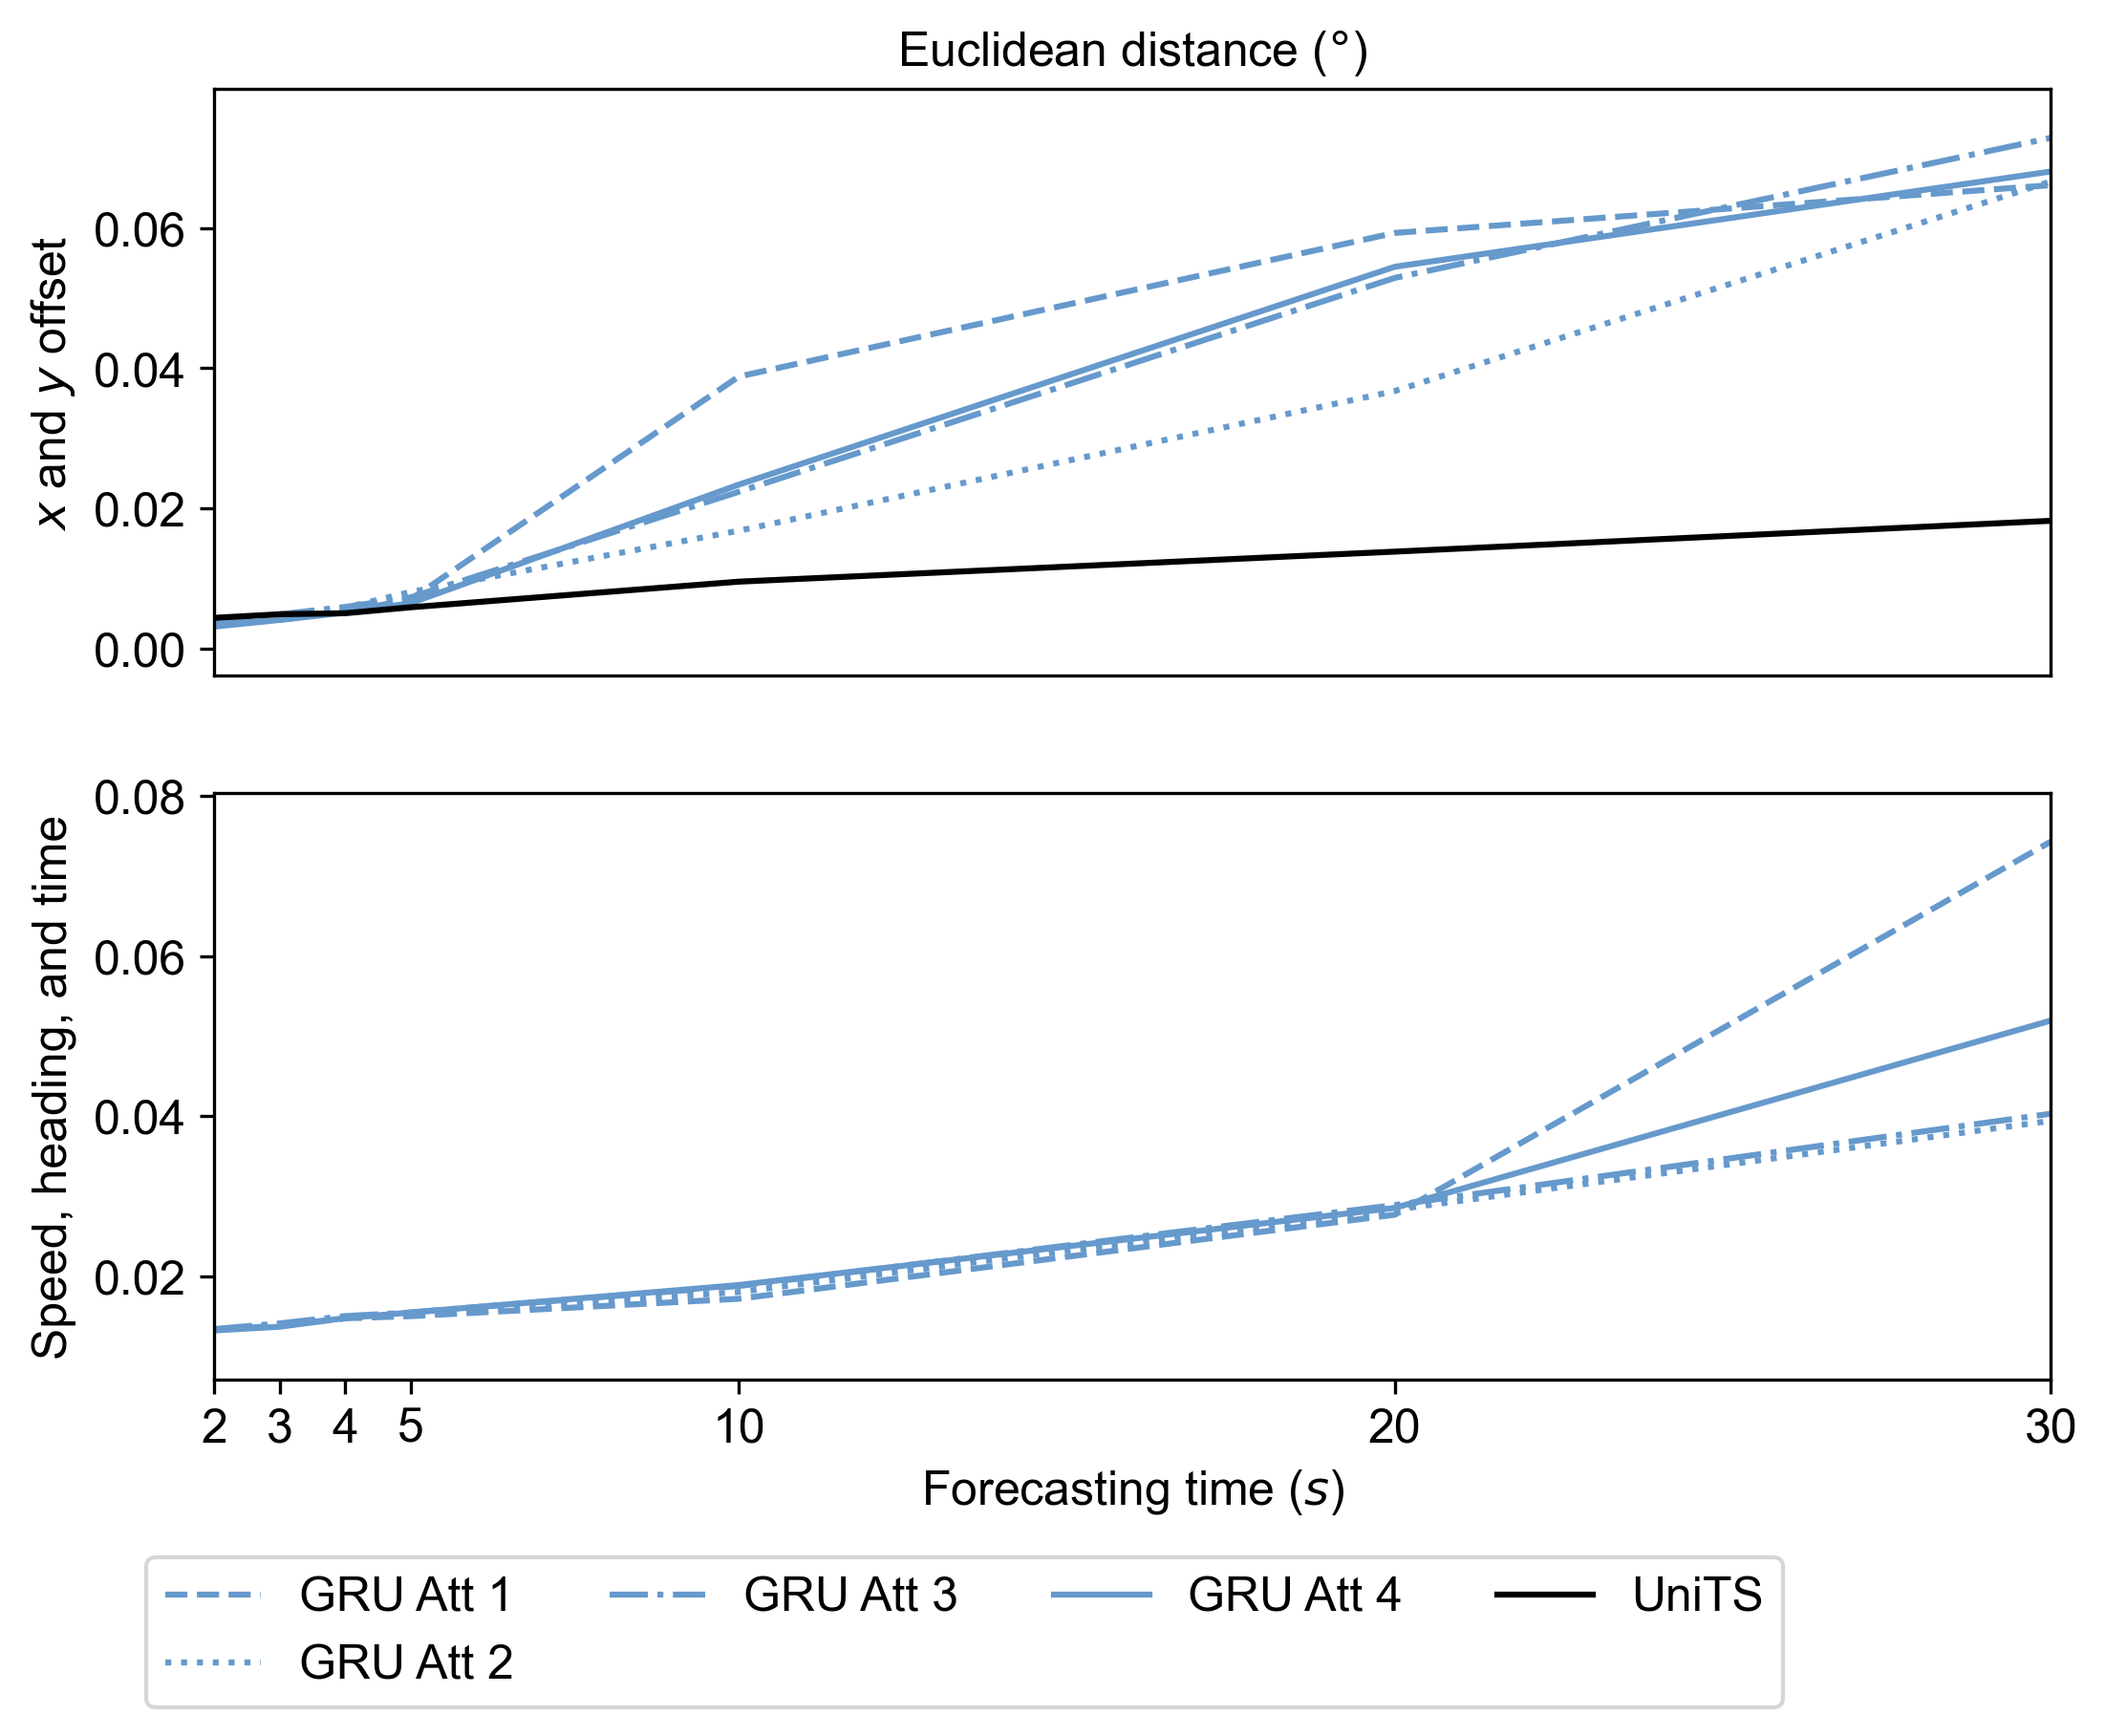 Euclidean distance (°)
x and y offset
0.06
0.04
0.02
0.00
Speed, heading, and time
0.08
0.06
0.04
0.02
2 3 4 5 10 20 30
Forecasting time (s)
GRU Att 1 GRU Att 3 GRU Att 4 UniTS
GRU Att 2